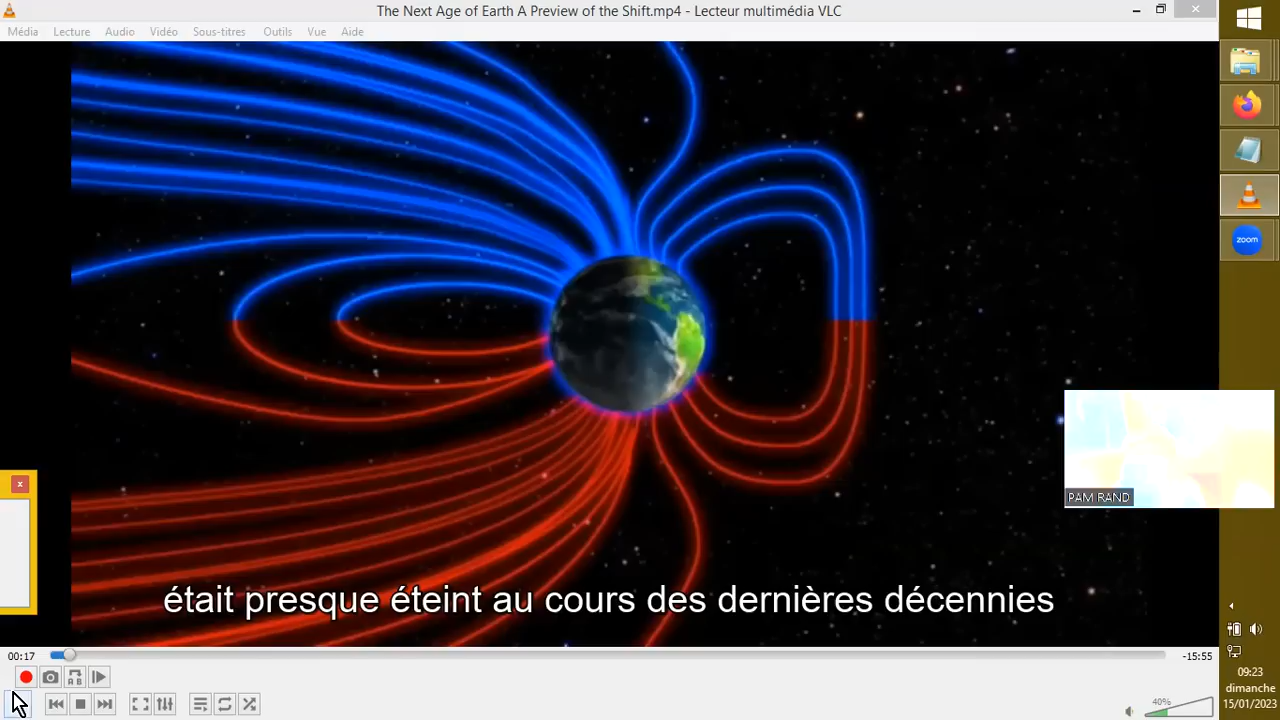 The Next Age of Earth A Preview of the Shift.mp4 - Lecteur multimédia VLC
Média Lecture Audio Vidéo Sous-titres Outils Vue Aide
zoom
PAM RAND
était presque éteint au cours des dernières décennies
00:17
-15:55
A B
40%
09:23
dimanche
15/01/2023